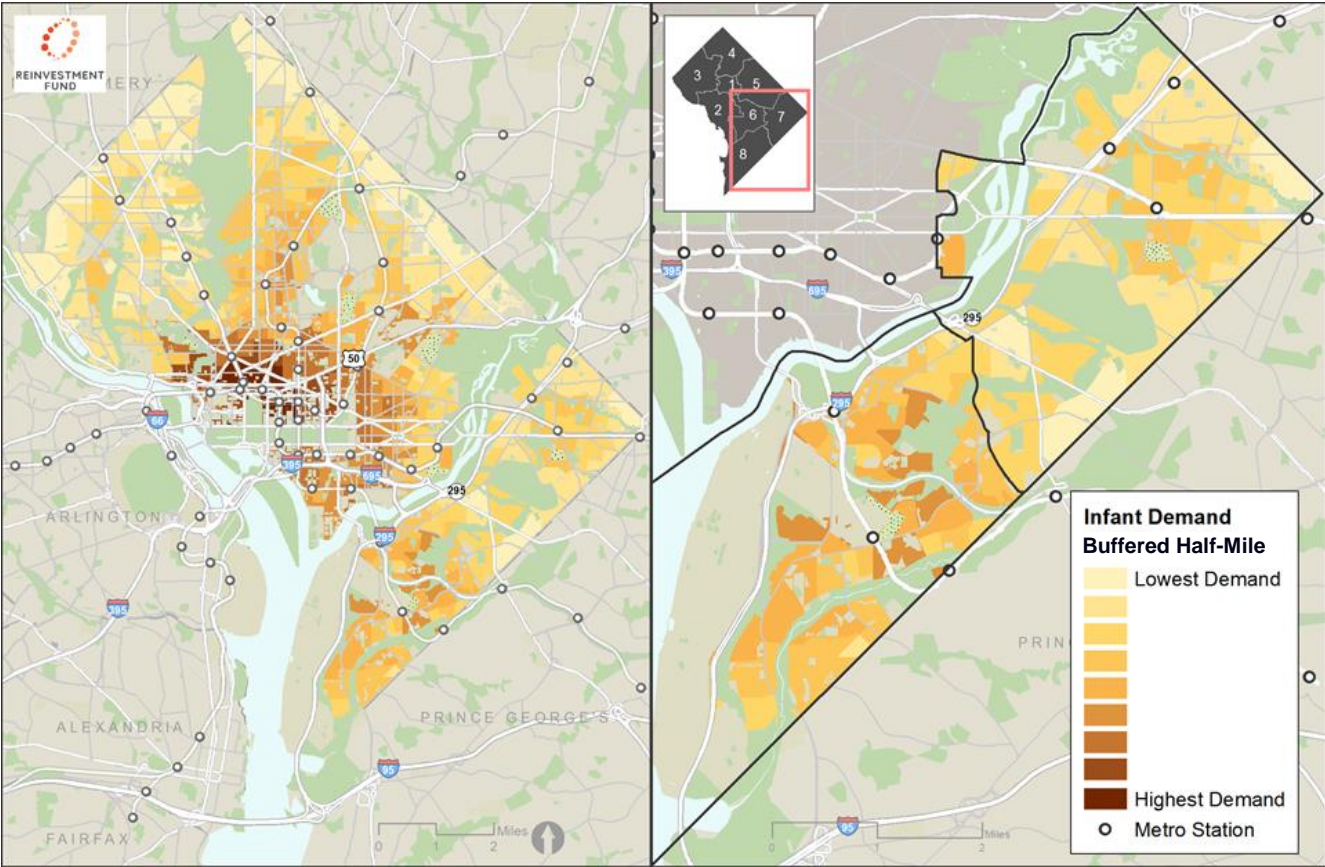 REINVESTMENT
FUND
MERY
50
66
395
695
295
ARLINGTON
295
395
ALEXANDRIA
PRINCE GEORGE'S
95
FAIRFAX
Miles
0 1 2
4
3
5
1
2
6
7
8
395
695
295
295
PRINC
95
Miles
0 1 2
Infant Demand
Buffered Half-Mile
Lowest Demand
Highest Demand
Metro Station